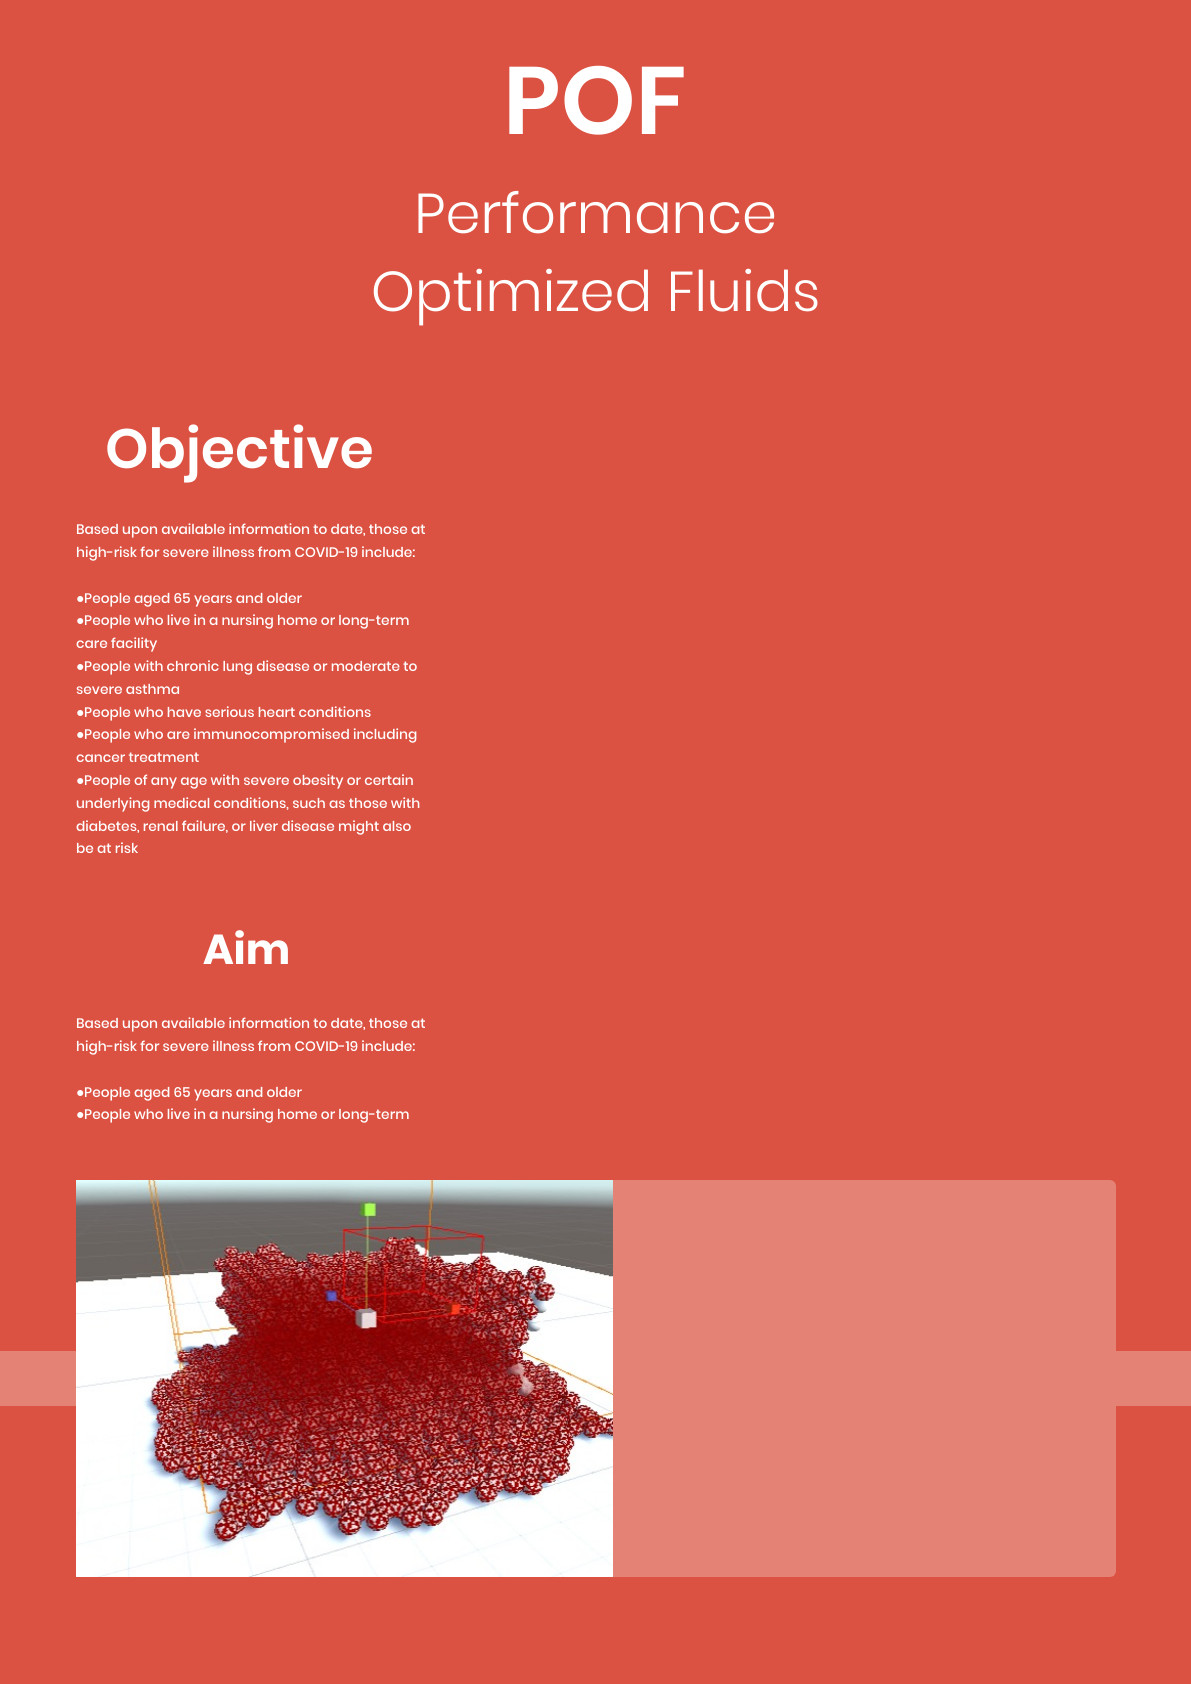 POF
Performance
Optimized Fluids
Objective
Based upon available information to date, those at
high-risk for severe illness from COVID-19 include:
●People aged 65 years and older
●People who live in a nursing home or long-term
care facility
●People with chronic lung disease or moderate to
severe asthma
●People who have serious heart conditions
●People who are immunocompromised including
cancer treatment
●People of any age with severe obesity or certain
underlying medical conditions, such as those with
diabetes, renal failure, or liver disease might also
be at risk
Aim
Based upon available information to date, those at
high-risk for severe illness from COVID-19 include:
●People aged 65 years and older
●People who live in a nursing home or long-term